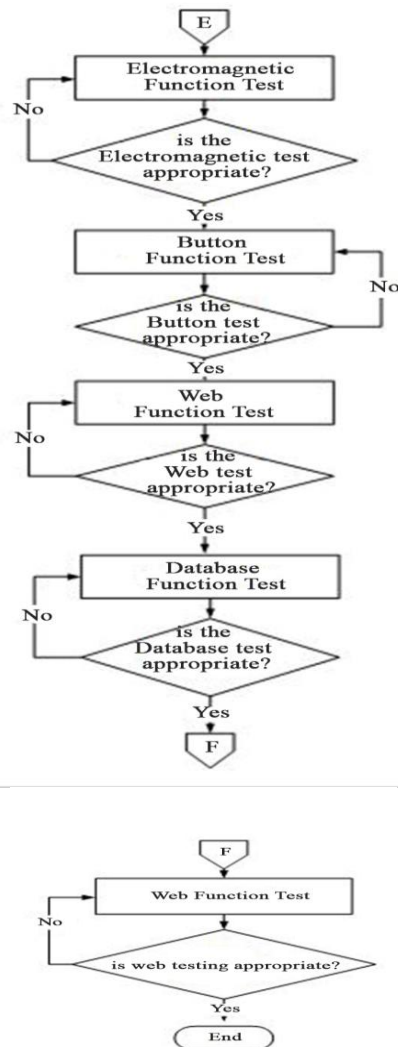 E
Electromagnetic
Function Test
No
is the
Electromagnetic test
appropriate?
Yes
Button
Function Test
No
is the
Button test
appropriate?
Yes
Web
Function Test
No
is the
Web test
appropriate?
Yes
Database
Function Test
No
is the
Database test
appropriate?
Yes
F
F
Web Function Test
No
is web testing appropriate?
Yes
End